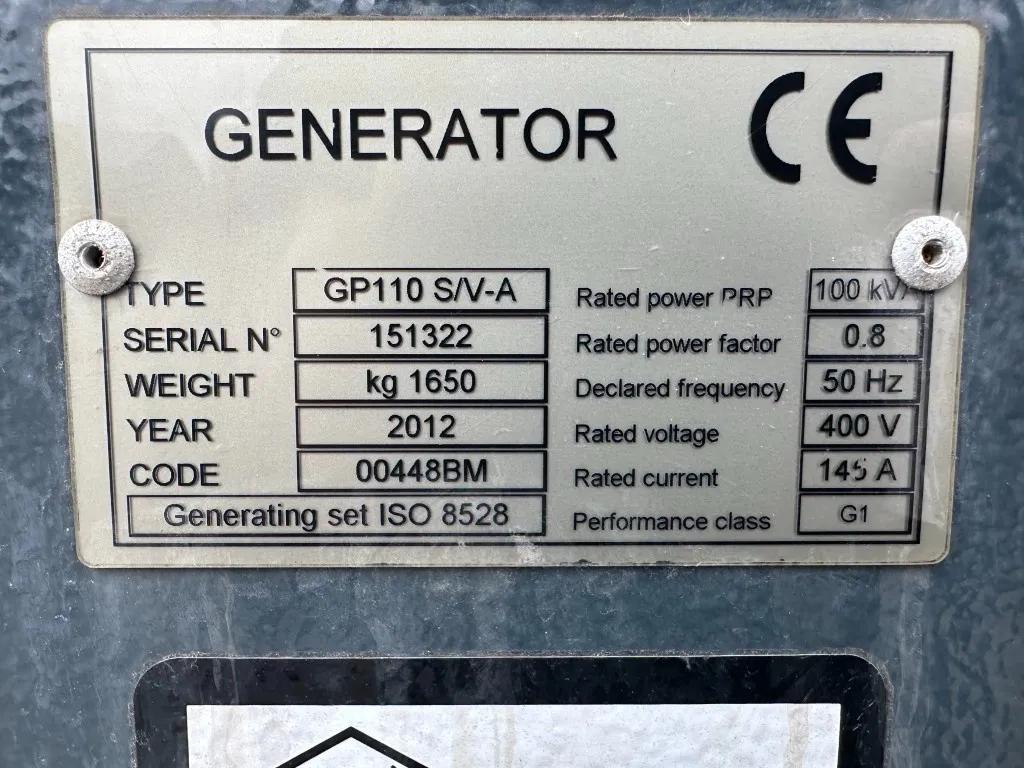 GENERATOR CE
TYPE GP110 S/V-A
SERIAL N° 151322
WEIGHT kg 1650
YEAR 2012
CODE 00448BM
Generating set ISO 8528
Rated power PRP 100 kVA
Rated power factor 0.8
Declared frequency 50 Hz
Rated voltage 400 V
Rated current 145 A
Performance class G1